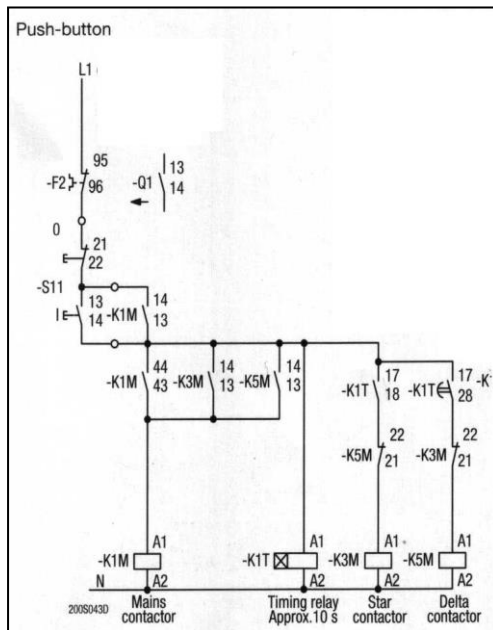 Push-button
L1
95
-F2 96
13
-Q1 14
0
21
22
-S11
13
I 14
14
-K1M 13
44
-K1M 43
14
-K3M 13
14
-K5M 13
17
-K1T 18
17
-K1T 28
-K
22
-K5M 21
22
-K3M 21
A1
-K1M
A2
A1
-K1T
A2
A1
-K3M
A2
A1
-K5M
A2
N
200S043D
Mains
contactor
Timing relay
Approx.10 s
Star
contactor
Delta
contactor